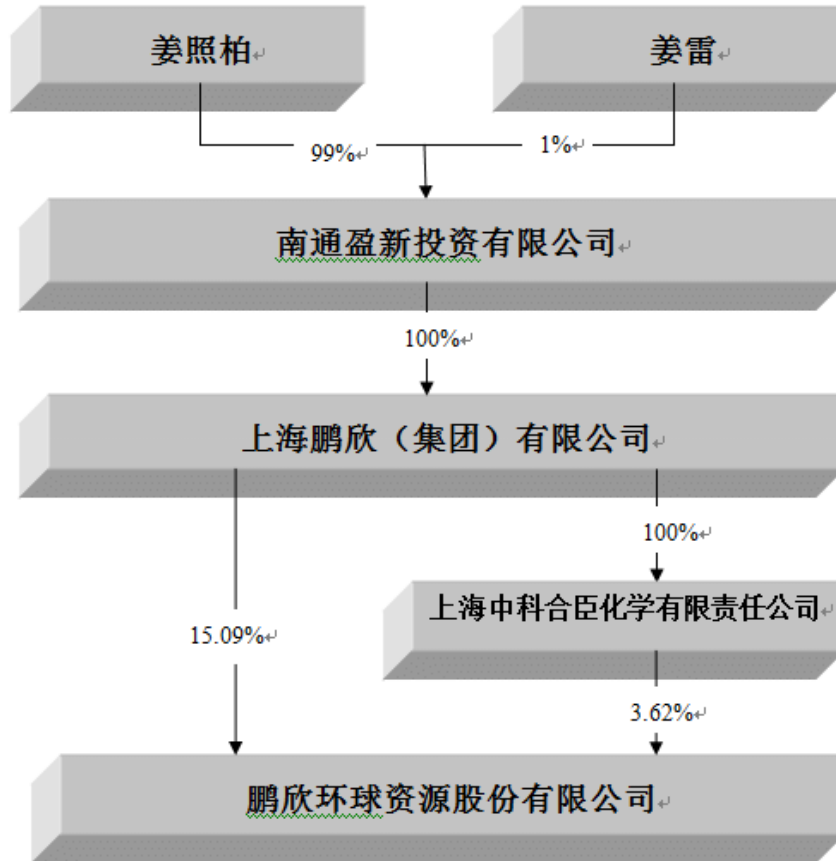 姜照柏
姜雷
99%
1%
南通盈新投资有限公司
100%
上海鹏欣（集团）有限公司
100%
上海中科合臣化学有限责任公司
15.09%
3.62%
鹏欣环球资源股份有限公司